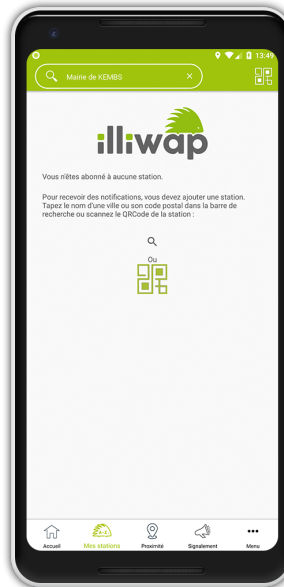 13:49
Mairie de KEMBS ×
illiwap
Vous n'êtes abonné à aucune station.
Pour recevoir des notifications, vous devez ajouter une station.
Tapez le nom d'une ville ou son code postal dans la barre de
recherche ou scannez le QRCode de la station :
Ou
A-Z
Accueil Mes stations Proximité Signalement Menu